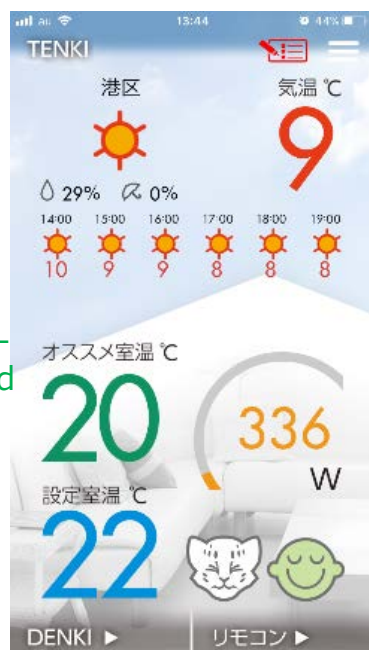 au 13:44 44%
TENKI
港区 気温 ℃
9
29% 0%
14:00 15:00 16:00 17:00 18:00 19:00
10 9 9 8 8 8
オススメ室温 ℃
20
d
336
W
設定室温 ℃
22
DENKI ▶ リモコン ▶